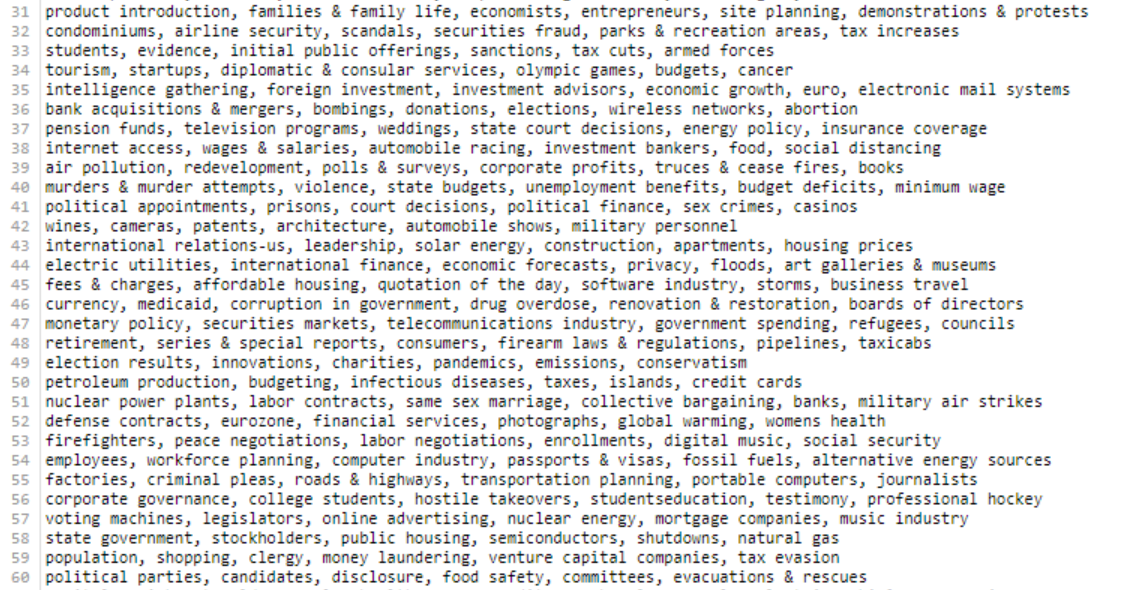 31 product introduction, families & family life, economists, entrepreneurs, site planning, demonstrations & protests
32 condominiums, airline security, scandals, securities fraud, parks & recreation areas, tax increases
33 students, evidence, initial public offerings, sanctions, tax cuts, armed forces
34 tourism, startups, diplomatic & consular services, olympic games, budgets, cancer
35 intelligence gathering, foreign investment, investment advisors, economic growth, euro, electronic mail systems
36 bank acquisitions & mergers, bombings, donations, elections, wireless networks, abortion
37 pension funds, television programs, weddings, state court decisions, energy policy, insurance coverage
38 internet access, wages & salaries, automobile racing, investment bankers, food, social distancing
39 air pollution, redevelopment, polls & surveys, corporate profits, truces & cease fires, books
40 murders & murder attempts, violence, state budgets, unemployment benefits, budget deficits, minimum wage
41 political appointments, prisons, court decisions, political finance, sex crimes, casinos
42 wines, cameras, patents, architecture, automobile shows, military personnel
43 international relations-us, leadership, solar energy, construction, apartments, housing prices
44 electric utilities, international finance, economic forecasts, privacy, floods, art galleries & museums
45 fees & charges, affordable housing, quotation of the day, software industry, storms, business travel
46 currency, medicaid, corruption in government, drug overdose, renovation & restoration, boards of directors
47 monetary policy, securities markets, telecommunications industry, government spending, refugees, councils
48 retirement, series & special reports, consumers, firearm laws & regulations, pipelines, taxicabs
49 election results, innovations, charities, pandemics, emissions, conservatism
50 petroleum production, budgeting, infectious diseases, taxes, islands, credit cards
51 nuclear power plants, labor contracts, same sex marriage, collective bargaining, banks, military air strikes
52 defense contracts, eurozone, financial services, photographs, global warming, womens health
53 firefighters, peace negotiations, labor negotiations, enrollments, digital music, social security
54 employees, workforce planning, computer industry, passports & visas, fossil fuels, alternative energy sources
55 factories, criminal pleas, roads & highways, transportation planning, portable computers, journalists
56 corporate governance, college students, hostile takeovers, studentseducation, testimony, professional hockey
57 voting machines, legislators, online advertising, nuclear energy, mortgage companies, music industry
58 state government, stockholders, public housing, semiconductors, shutdowns, natural gas
59 population, shopping, clergy, money laundering, venture capital companies, tax evasion
60 political parties, candidates, disclosure, food safety, committees, evacuations & rescues